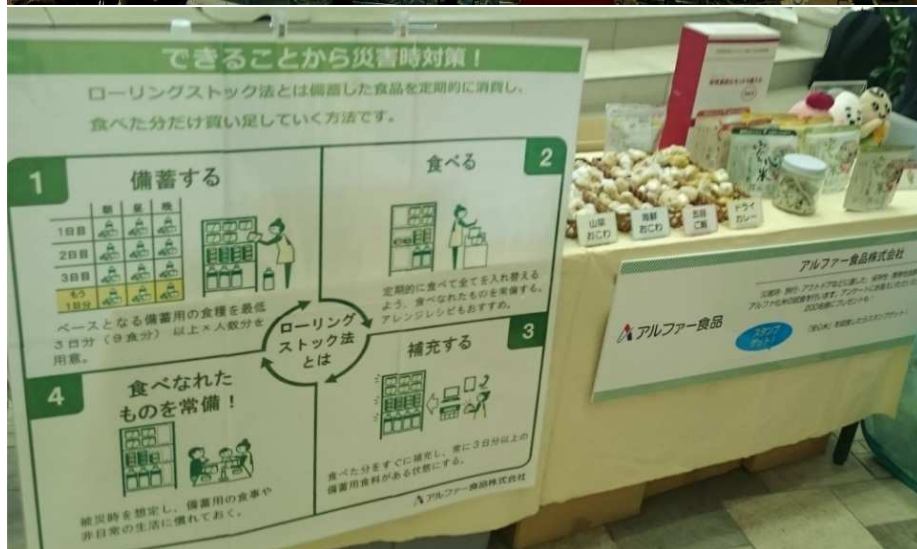 できることから災害時対策！
ローリングストック法とは備蓄した食品を定期的に消費し、
食べた分だけ買い足していく方法です。
1
備蓄する
朝 昼 晩
1日目
2日目
3日目
もう
1日分
ベースとなる備蓄用の食糧を最低
3日分（9食分）以上×人数分を
用意。
2
食べる
定期的に食べて全てを入れ替える
よう、食べなれたものを常備する。
アレンジレシピもおすすめ。
ローリング
ストック法
とは
3
補充する
食べた分をすぐに補充し、常に3日分以上の
備蓄用食料がある状態にする。
4
食べなれた
ものを常備！
被災時を想定し、備蓄用の食事や
非日常の生活に慣れておく。
アルファー食品株式会社
山菜
おこわ
海鮮
おこわ
五目
ご飯
ドライ
カレー
安心米
アルファー食品株式会社
アルファー食品
スタンプ
ゲット！